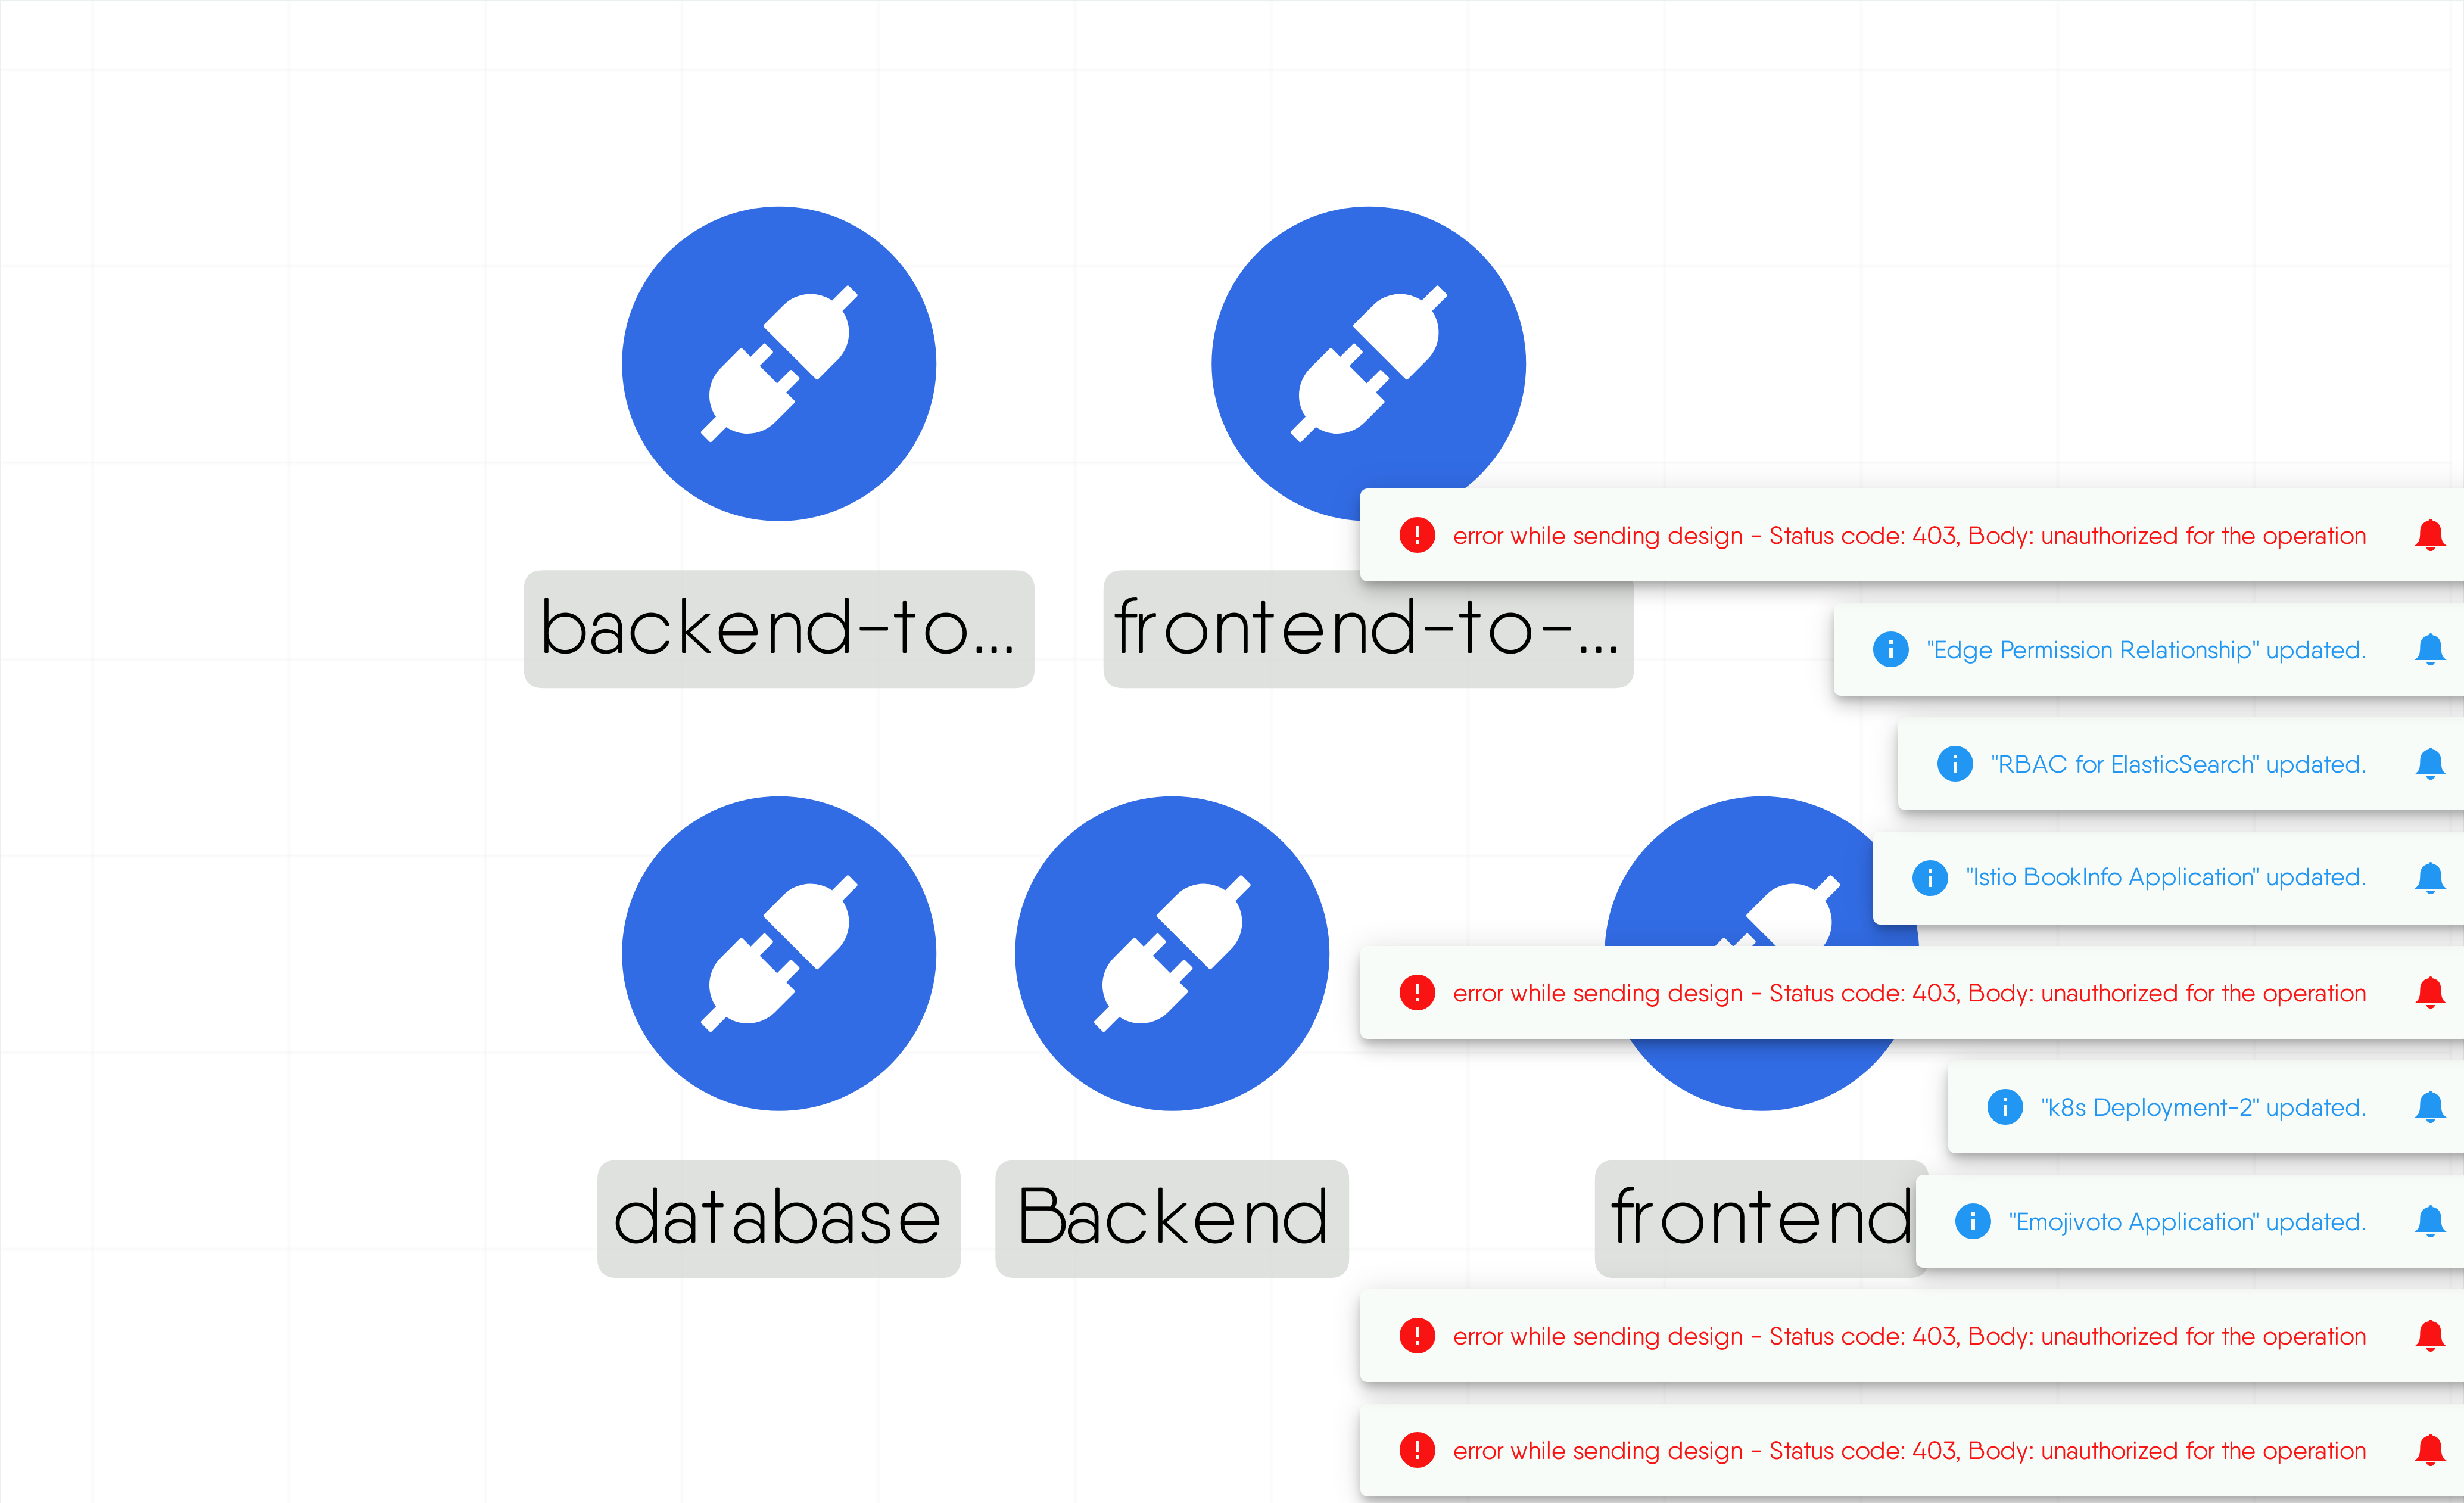 backend-to...
frontend-to-...
error while sending design - Status code: 403, Body: unauthorized for the operation
"Edge Permission Relationship" updated.
"RBAC for ElasticSearch" updated.
"Istio BookInfo Application" updated.
error while sending design - Status code: 403, Body: unauthorized for the operation
"k8s Deployment-2" updated.
database
Backend
frontend
"Emojivoto Application" updated.
error while sending design - Status code: 403, Body: unauthorized for the operation
error while sending design - Status code: 403, Body: unauthorized for the operation